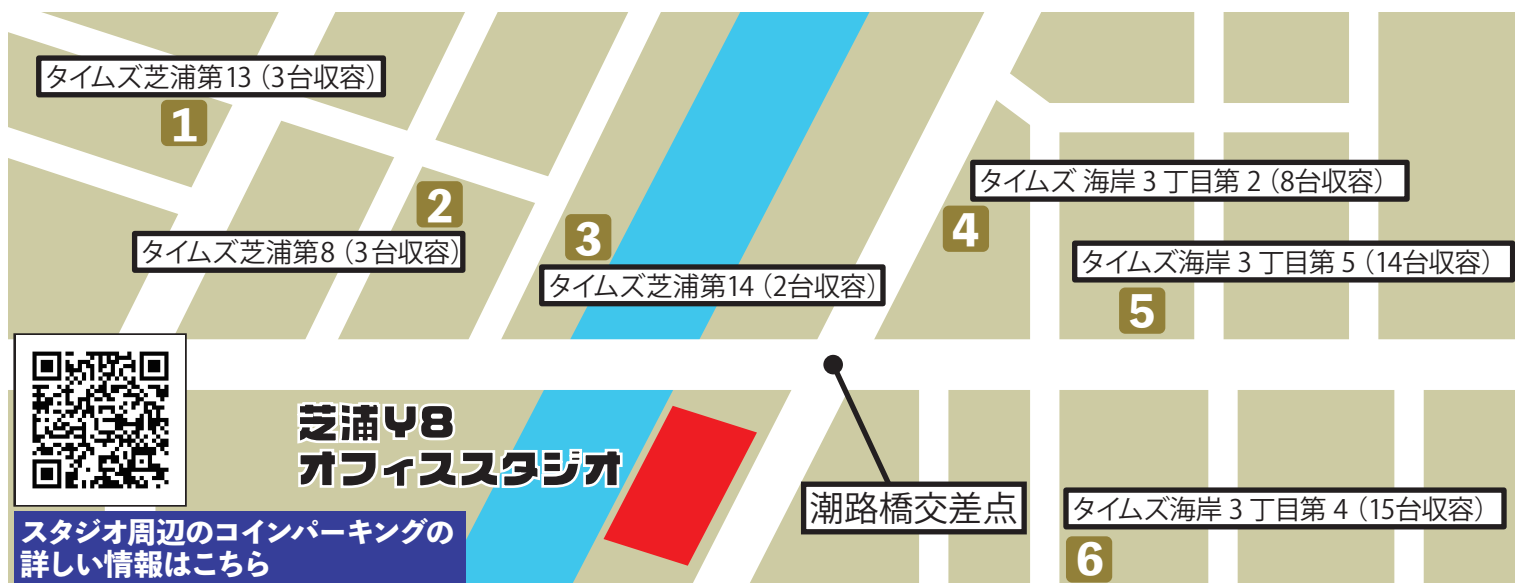 タイムズ芝浦第13（3台収容）
1
2
タイムズ芝浦第8（3台収容）
3
タイムズ芝浦第14（2台収容）
タイムズ 海岸 3 丁目第 2（8台収容）
4
タイムズ海岸 3 丁目第 5（14台収容）
5
芝浦Y8
オフィススタジオ
潮路橋交差点
タイムズ海岸 3 丁目第 4（15台収容）
6
スタジオ周辺のコインパーキングの
詳しい情報はこちら